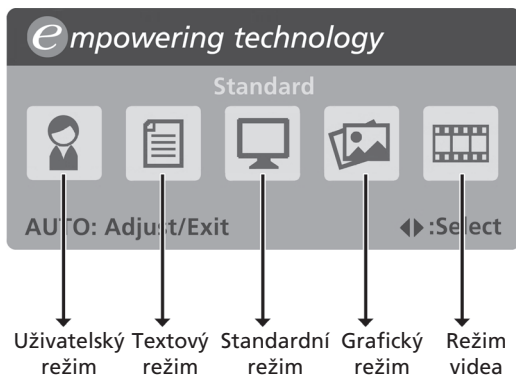 empowering technology
Standard
AUTO: Adjust/Exit
:Select
Uživatelský Textový Standardní Grafický Režim
režim režim režim režim videa